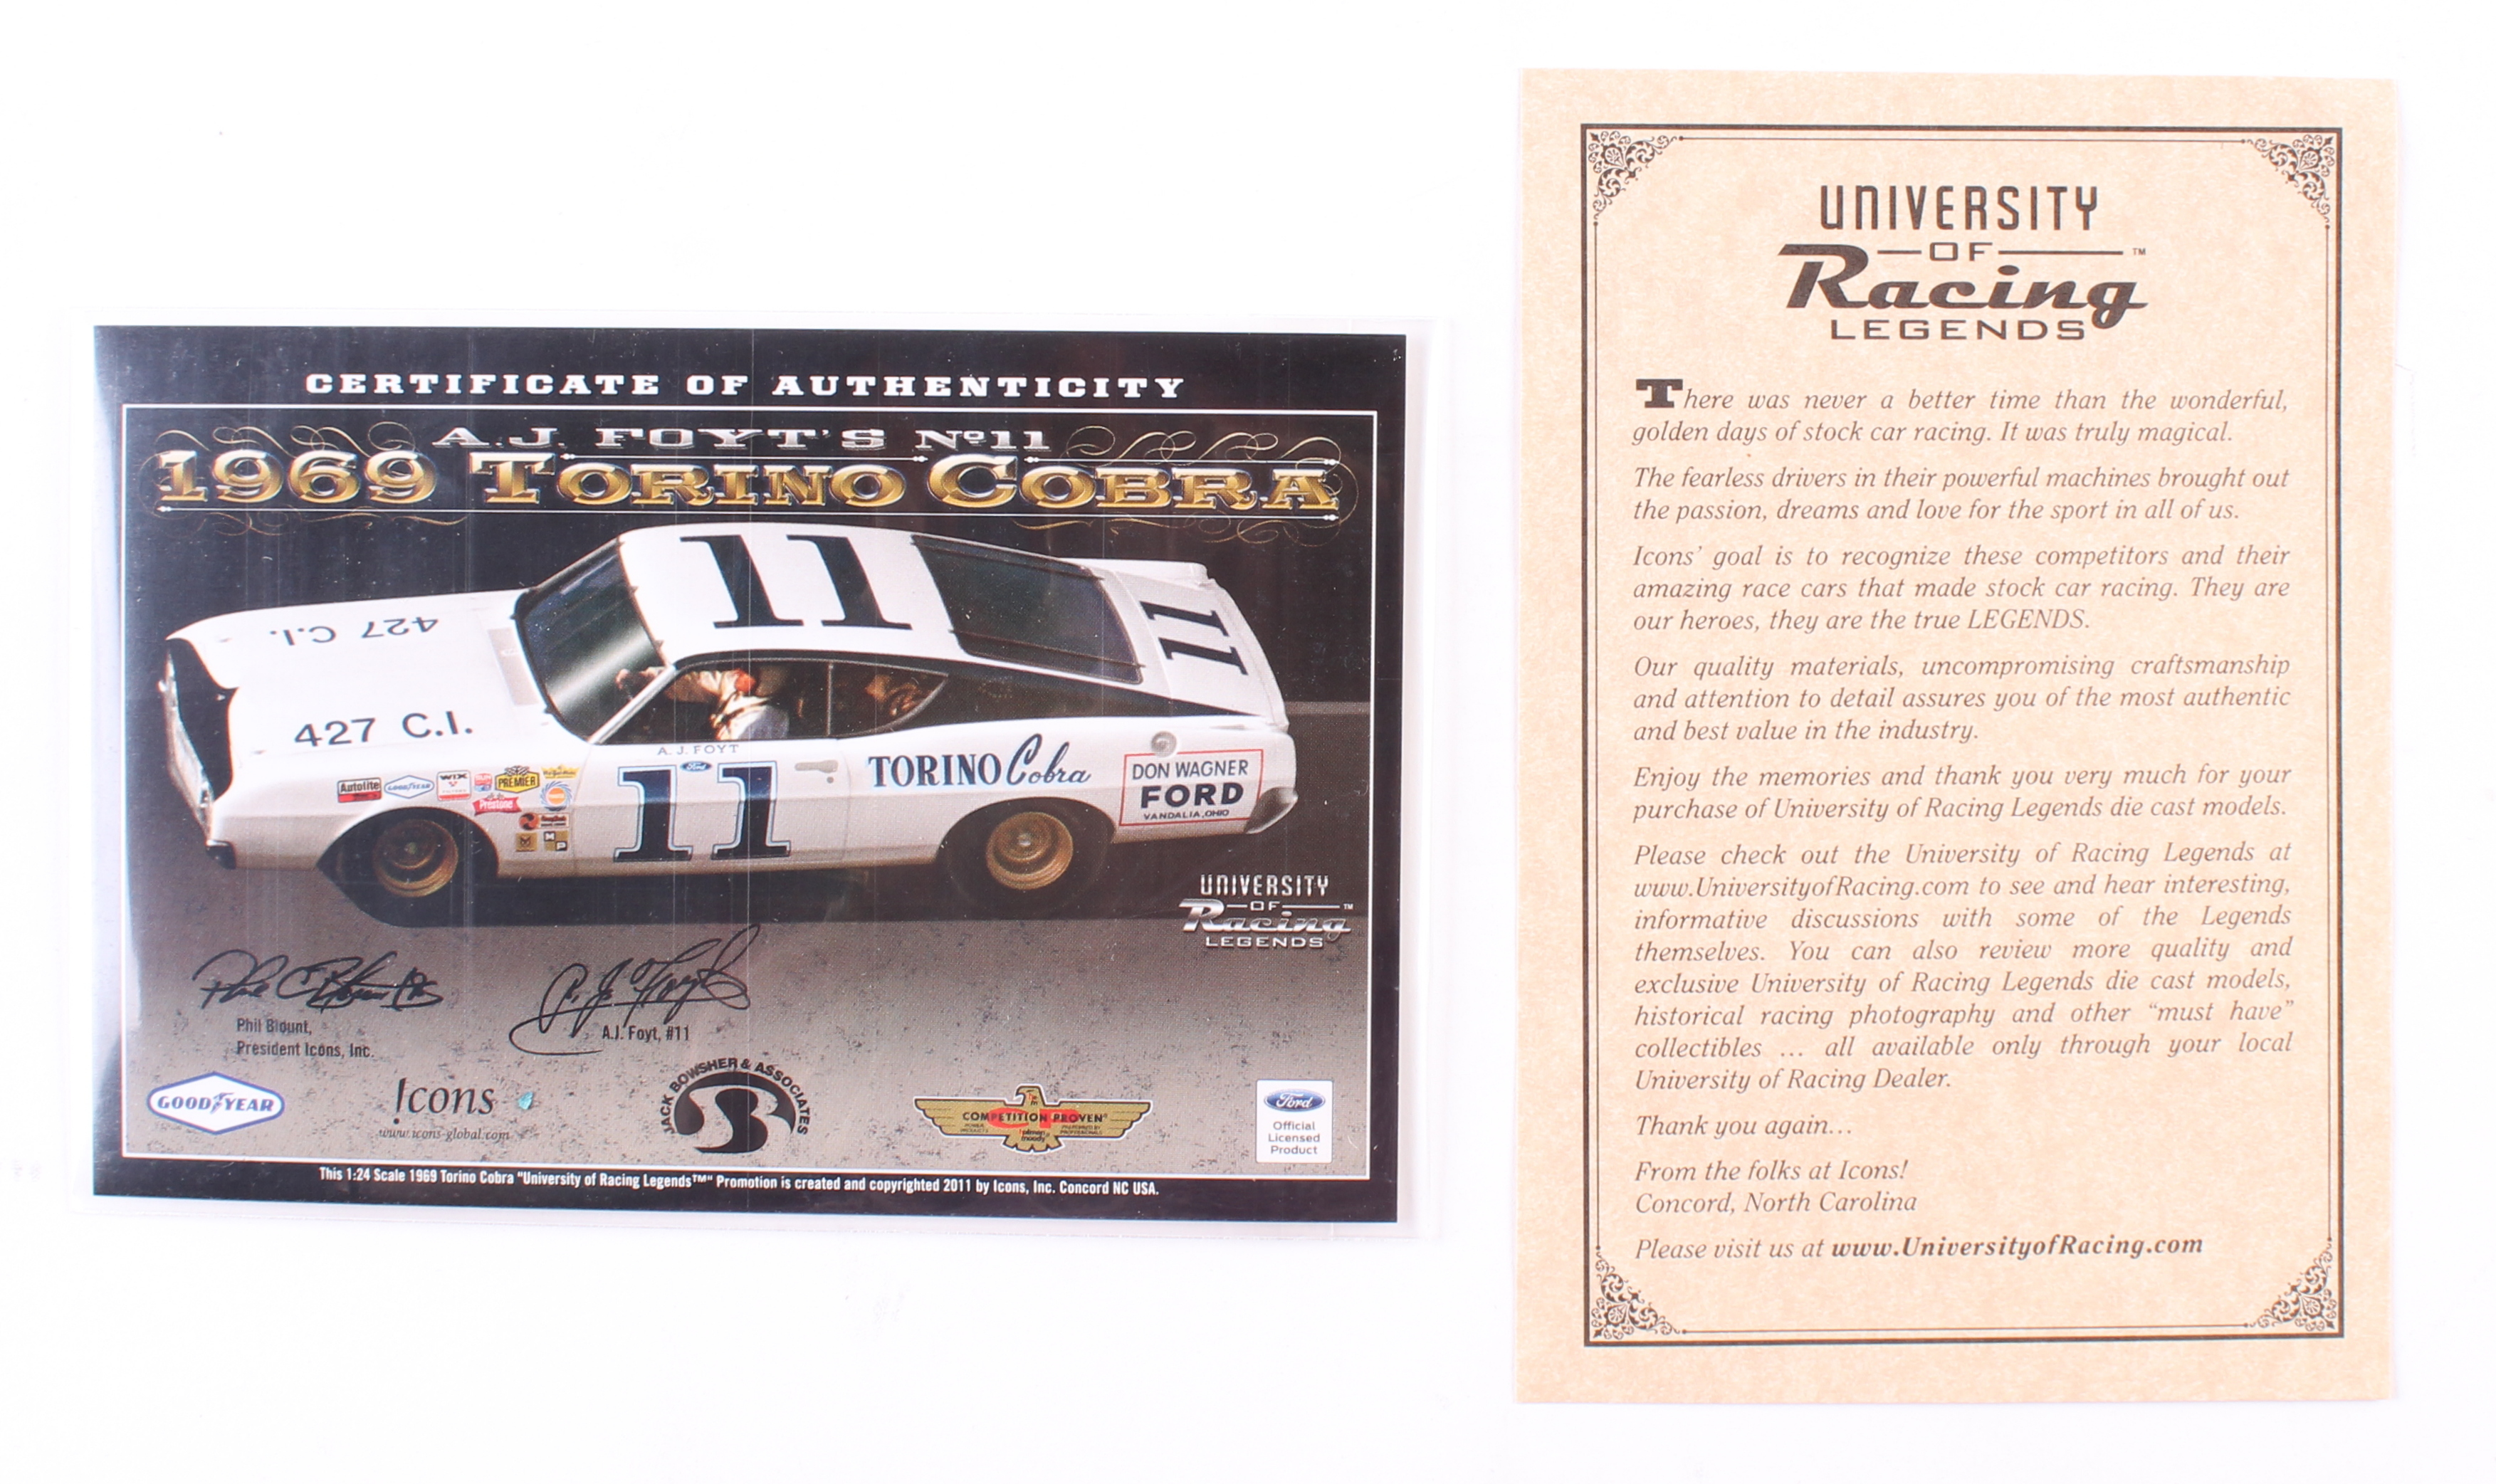 CERTIFICATE OF AUTHENTICITY
A.J. FOYT'S No11
1969 TORINO COBRA
11
11
427 C.I.
427 C.I.
A.J. FOYT
Ford
11
TORINO Cobra
DON WAGNER
FORD
VANDALIA, OHIO
Autolite
GOODYEAR
WIX
PREMIER
Prestone
UNIVERSITY
OF
Racing™
LEGENDS
Phil Blount,
President Icons, Inc.
A.J. Foyt
A.J. Foyt, #11
GOODYEAR
Icons
www.icons-global.com
JACK BOWSHER & ASSOCIATES
COMPETITION PROVEN®
holman moody
Ford
Official
Licensed
Product
This 1:24 Scale 1969 Torino Cobra "University of Racing Legends™" Promotion is created and copyrighted 2011 by Icons, Inc. Concord NC USA.
UNIVERSITY
OF
Racing™
LEGENDS
There was never a better time than the wonderful,
golden days of stock car racing. It was truly magical.
The fearless drivers in their powerful machines brought out
the passion, dreams and love for the sport in all of us.
Icons' goal is to recognize these competitors and their
amazing race cars that made stock car racing. They are
our heroes, they are the true LEGENDS.
Our quality materials, uncompromising craftsmanship
and attention to detail assures you of the most authentic
and best value in the industry.
Enjoy the memories and thank you very much for your
purchase of University of Racing Legends die cast models.
Please check out the University of Racing Legends at
www.UniversityofRacing.com to see and hear interesting,
informative discussions with some of the Legends
themselves. You can also review more quality and
exclusive University of Racing Legends die cast models,
historical racing photography and other "must have"
collectibles ... all available only through your local
University of Racing Dealer.
Thank you again...
From the folks at Icons!
Concord, North Carolina
Please visit us at www.UniversityofRacing.com